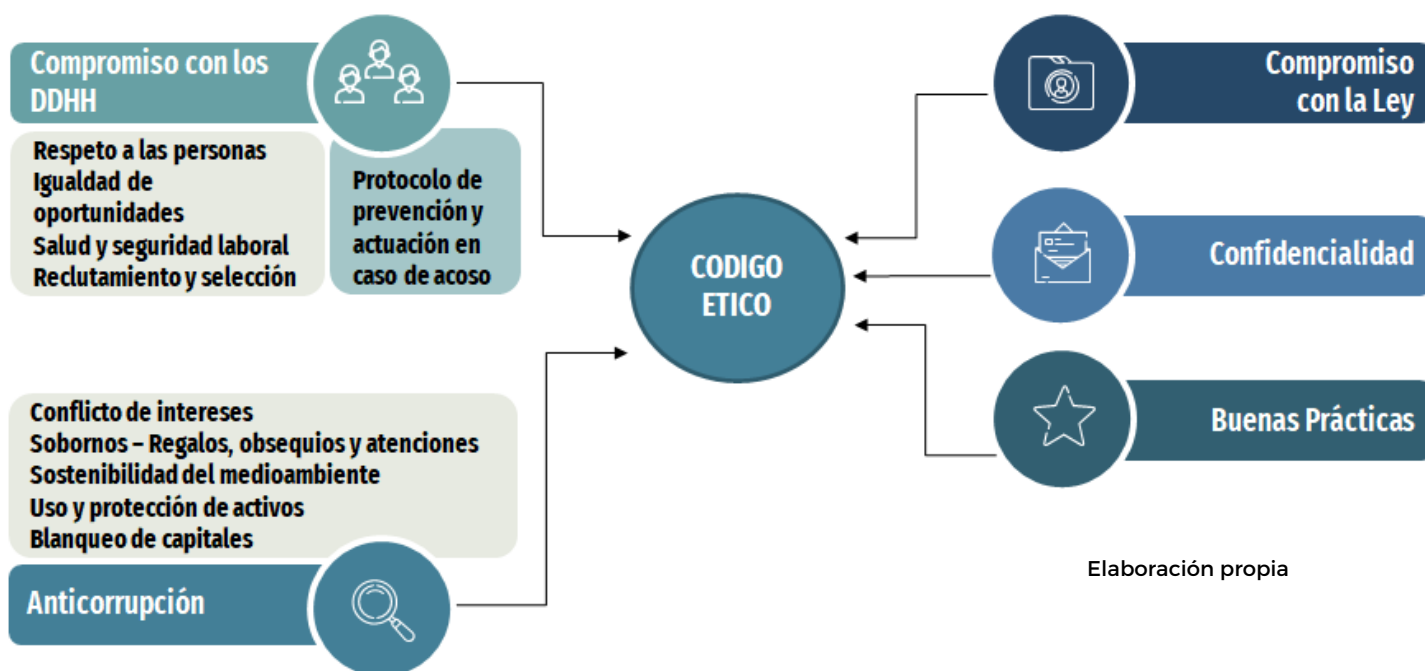 Compromiso con los
DDHH
Respeto a las personas
Igualdad de
oportunidades
Salud y seguridad laboral
Reclutamiento y selección
Protocolo de
prevención y
actuación en
caso de acoso
Conflicto de intereses
Sobornos – Regalos, obsequios y atenciones
Sostenibilidad del medioambiente
Uso y protección de activos
Blanqueo de capitales
Anticorrupción
CODIGO
ETICO
Compromiso
con la Ley
Confidencialidad
Buenas Prácticas
Elaboración propia